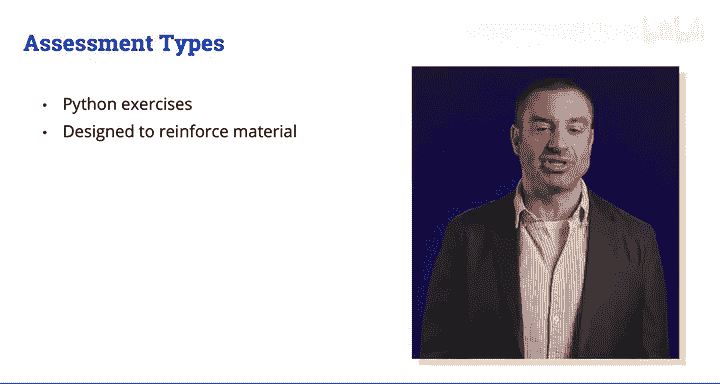 Assessment Types
• Python exercises
• Designed to reinforce material